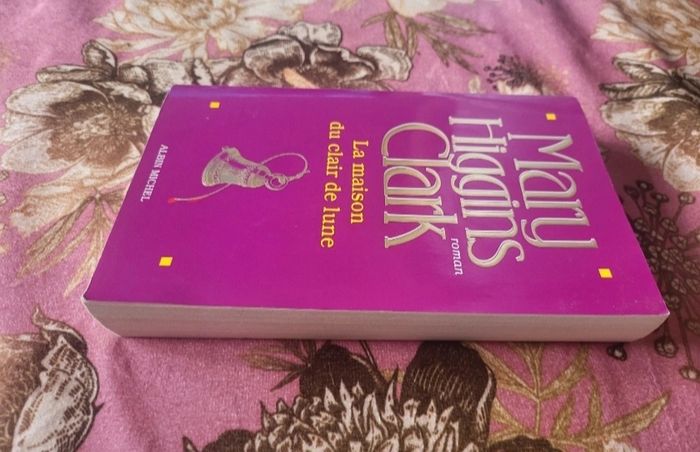 Mary
Higgins
Clark
roman
La maison
du clair de lune
ALBIN MICHEL